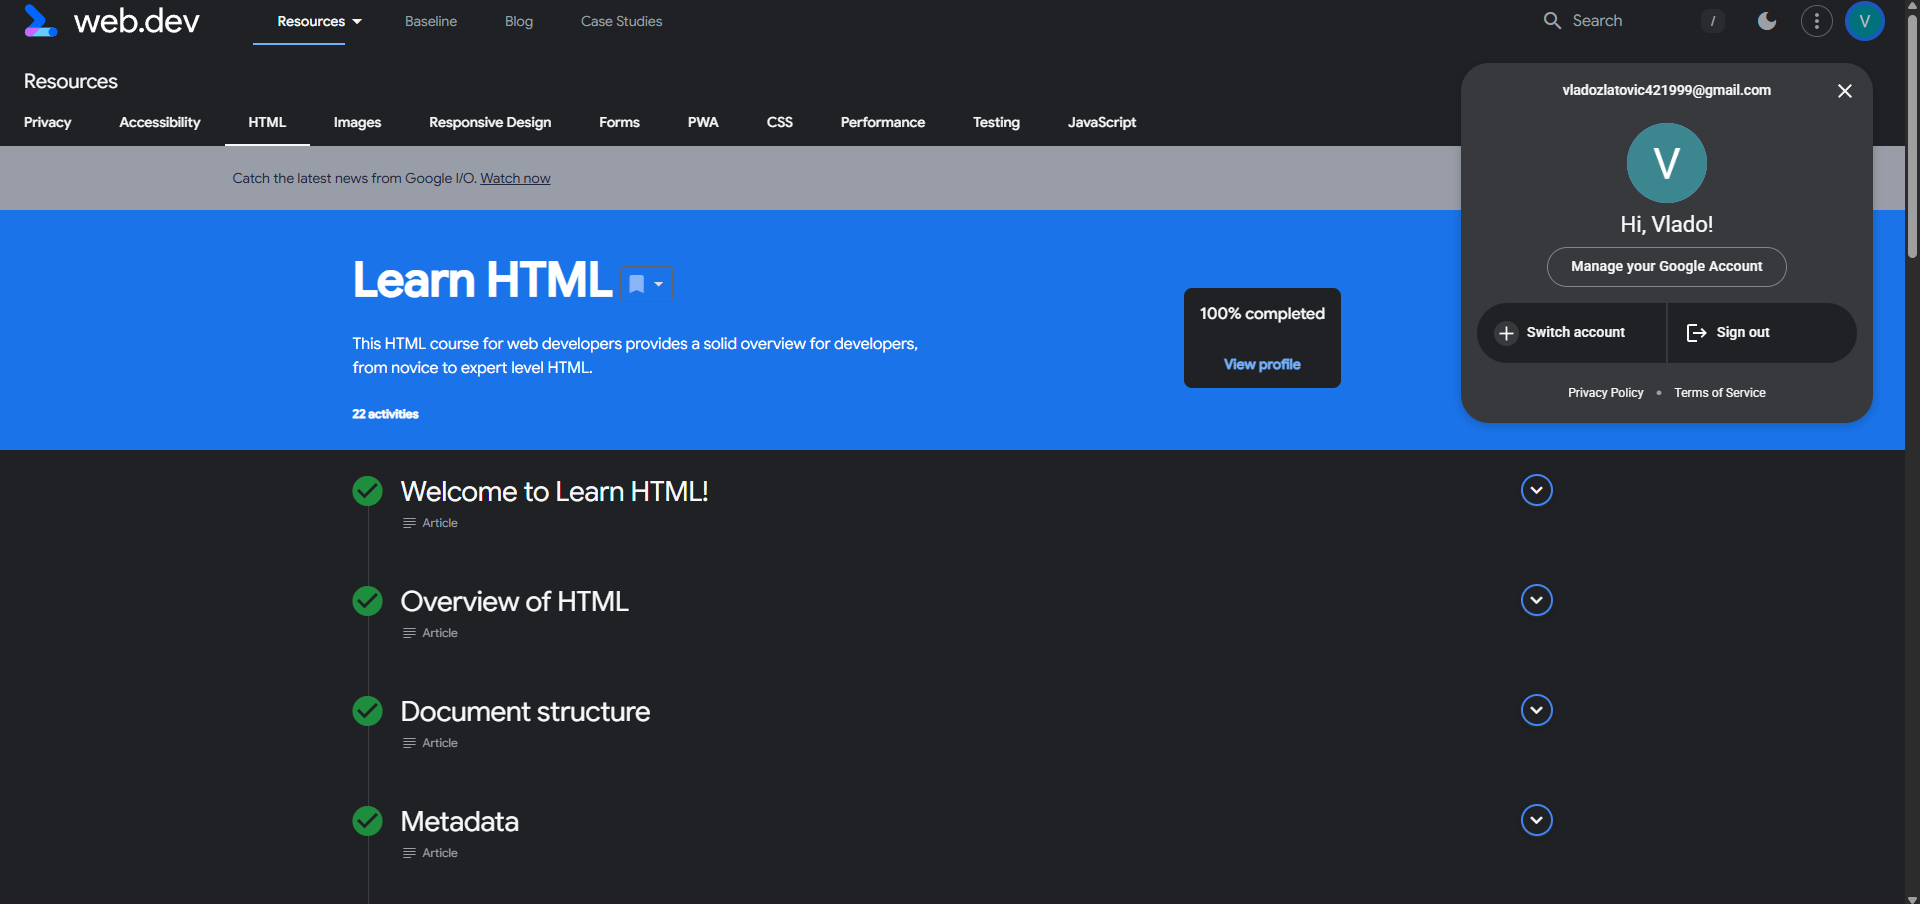 web.dev
Resources
Baseline
Blog
Case Studies
Search
/
V
Resources
Privacy
Accessibility
HTML
Images
Responsive Design
Forms
PWA
CSS
Performance
Testing
JavaScript
Catch the latest news from Google I/O. Watch now
vladozlatovic421999@gmail.com
V
Hi, Vlado!
Manage your Google Account
Switch account
Sign out
Privacy Policy • Terms of Service
Learn HTML
This HTML course for web developers provides a solid overview for developers,
from novice to expert level HTML.
22 activities
100% completed
View profile
Welcome to Learn HTML!
Article
Overview of HTML
Article
Document structure
Article
Metadata
Article